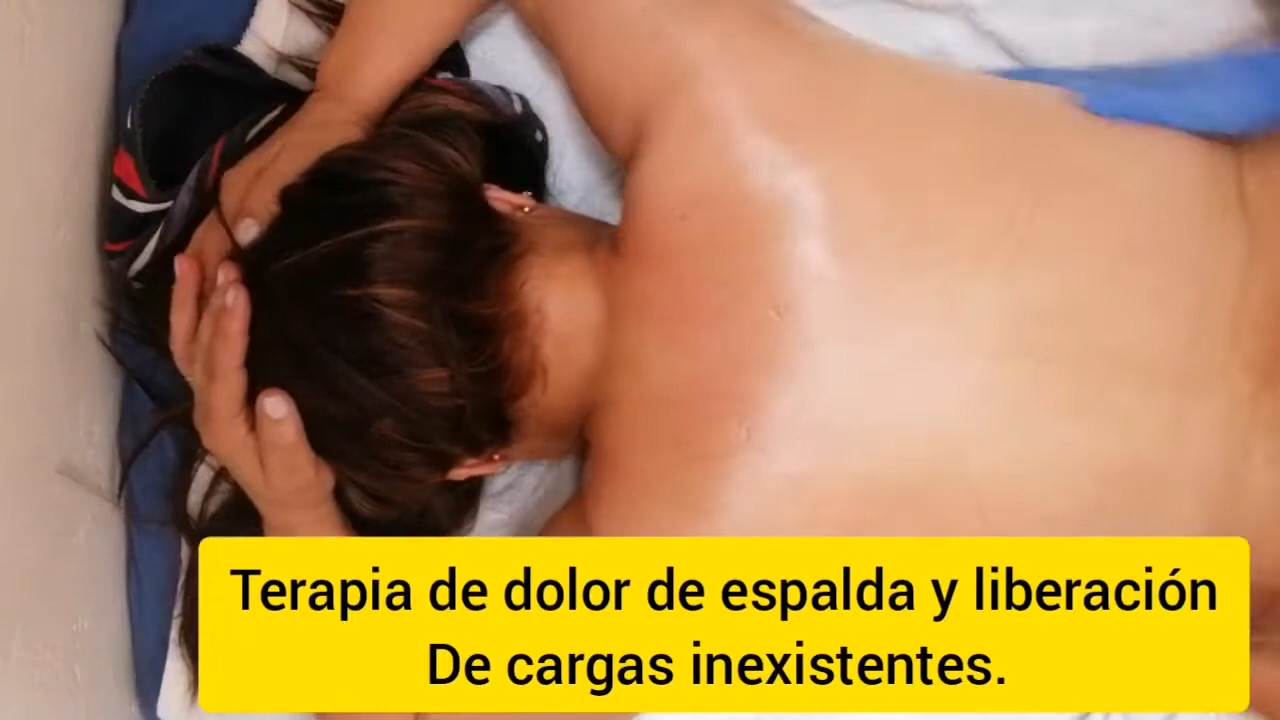 Terapia de dolor de espalda y liberación
De cargas inexistentes.